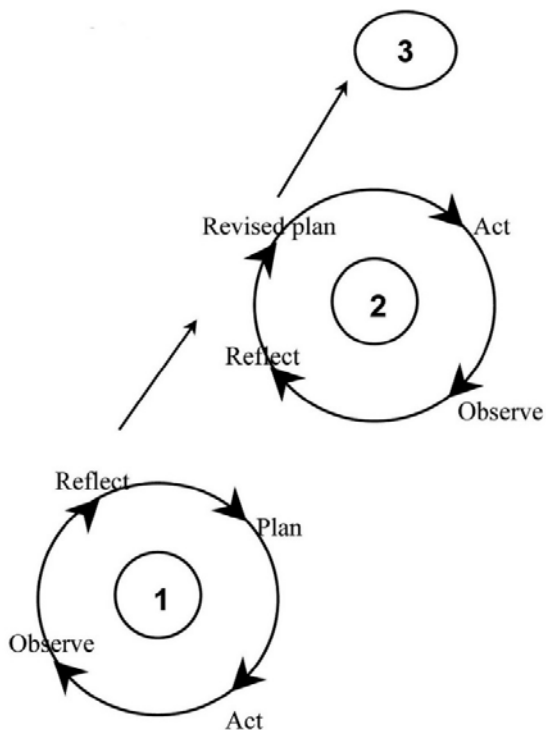 3
Revised plan
Act
2
Reflect
Observe
Reflect
Plan
1
Observe
Act